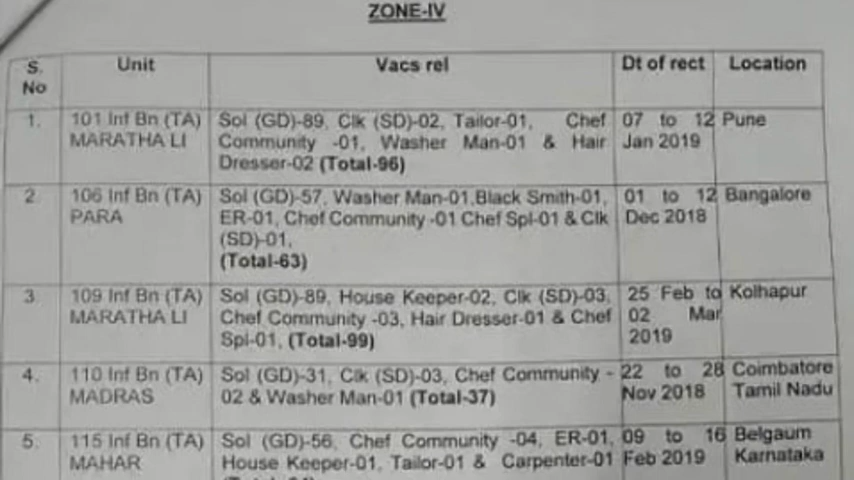 ZONE-IV
S. No
Unit
Vacs rel
Dt of rect
Location
1.
101 Inf Bn (TA)
MARATHA LI
Sol (GD)-89, Clk (SD)-02, Tailor-01, Chef
Community -01, Washer Man-01 & Hair
Dresser-02 (Total-96)
07 to 12
Jan 2019
Pune
2
106 Inf Bn (TA)
PARA
Sol (GD)-57, Washer Man-01,Black Smith-01,
ER-01, Chef Community -01 Chef Spl-01 & Clk
(SD)-01,
(Total-63)
01 to 12
Dec 2018
Bangalore
3.
109 Inf Bn (TA)
MARATHA LI
Sol (GD)-89, House Keeper-02, Clk (SD)-03,
Chef Community -03, Hair Dresser-01 & Chef
Spl-01, (Total-99)
25 Feb to
02 Mar
2019
Kolhapur
4.
110 Inf Bn (TA)
MADRAS
Sol (GD)-31, Clk (SD)-03, Chef Community -
02 & Washer Man-01 (Total-37)
22 to 28
Nov 2018
Coimbatore
Tamil Nadu
5.
115 Inf Bn (TA)
MAHAR
Sol (GD)-56, Chef Community -04, ER-01,
House Keeper-01, Tailor-01 & Carpenter-01
09 to 16
Feb 2019
Belgaum
Karnataka